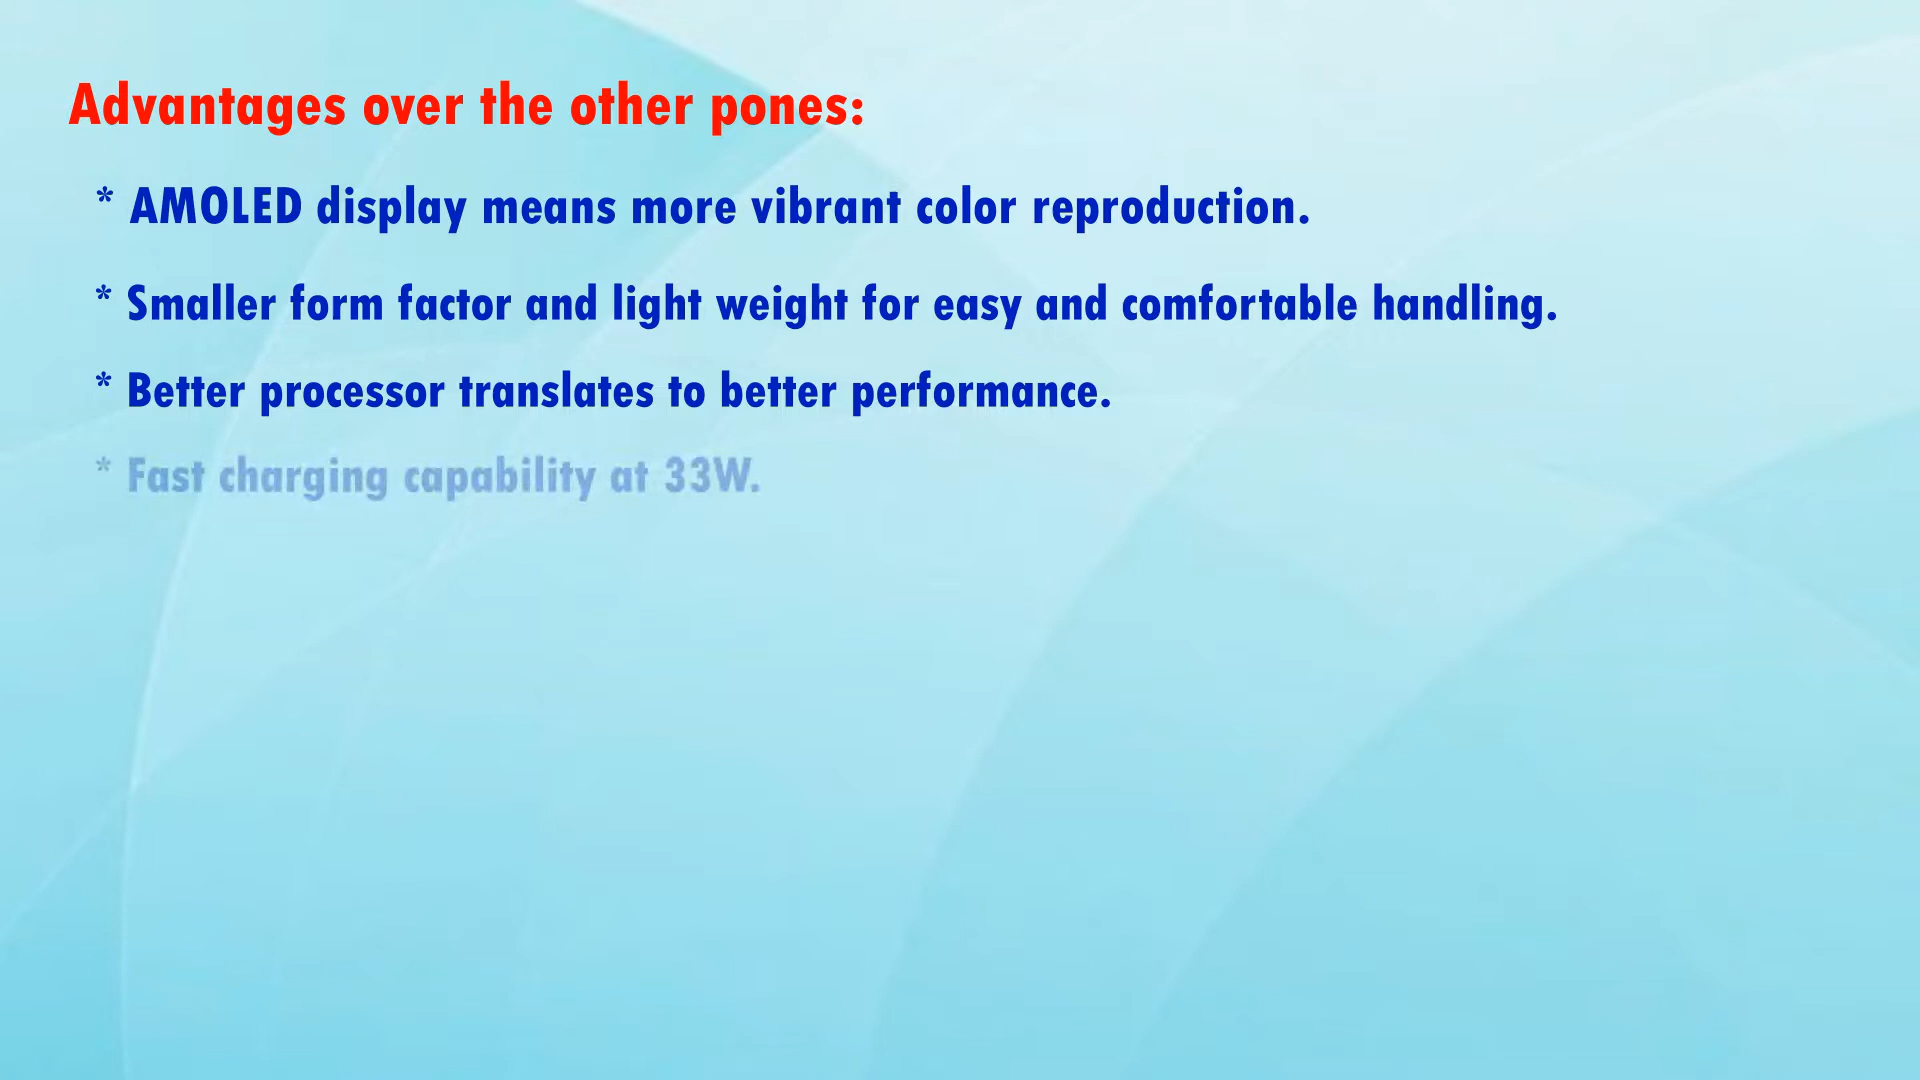 Advantages over the other pones:
* AMOLED display means more vibrant color reproduction.
* Smaller form factor and light weight for easy and comfortable handling.
* Better processor translates to better performance.
* Fast charging capability at 33W.